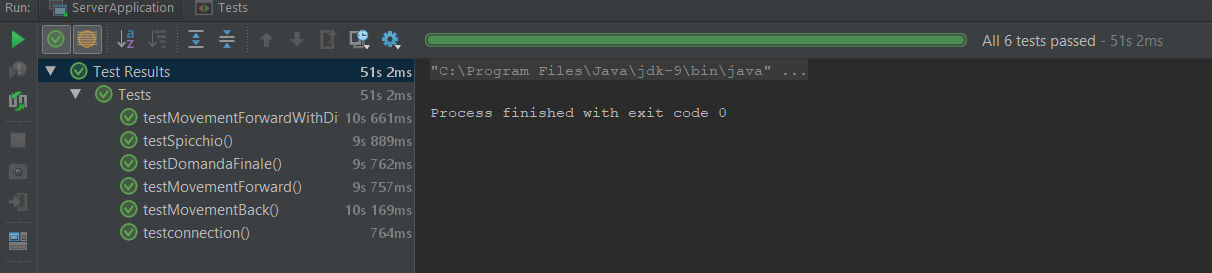 Run: ServerApplication Tests
All 6 tests passed - 51s 2ms
Test Results 51s 2ms
Tests 51s 2ms
testMovementForwardWithDi 10s 661ms
testSpicchio() 9s 889ms
testDomandaFinale() 9s 762ms
testMovementForward() 9s 757ms
testMovementBack() 10s 169ms
testconnection() 764ms
"C:\Program Files\Java\jdk-9\bin\java" ...
Process finished with exit code 0